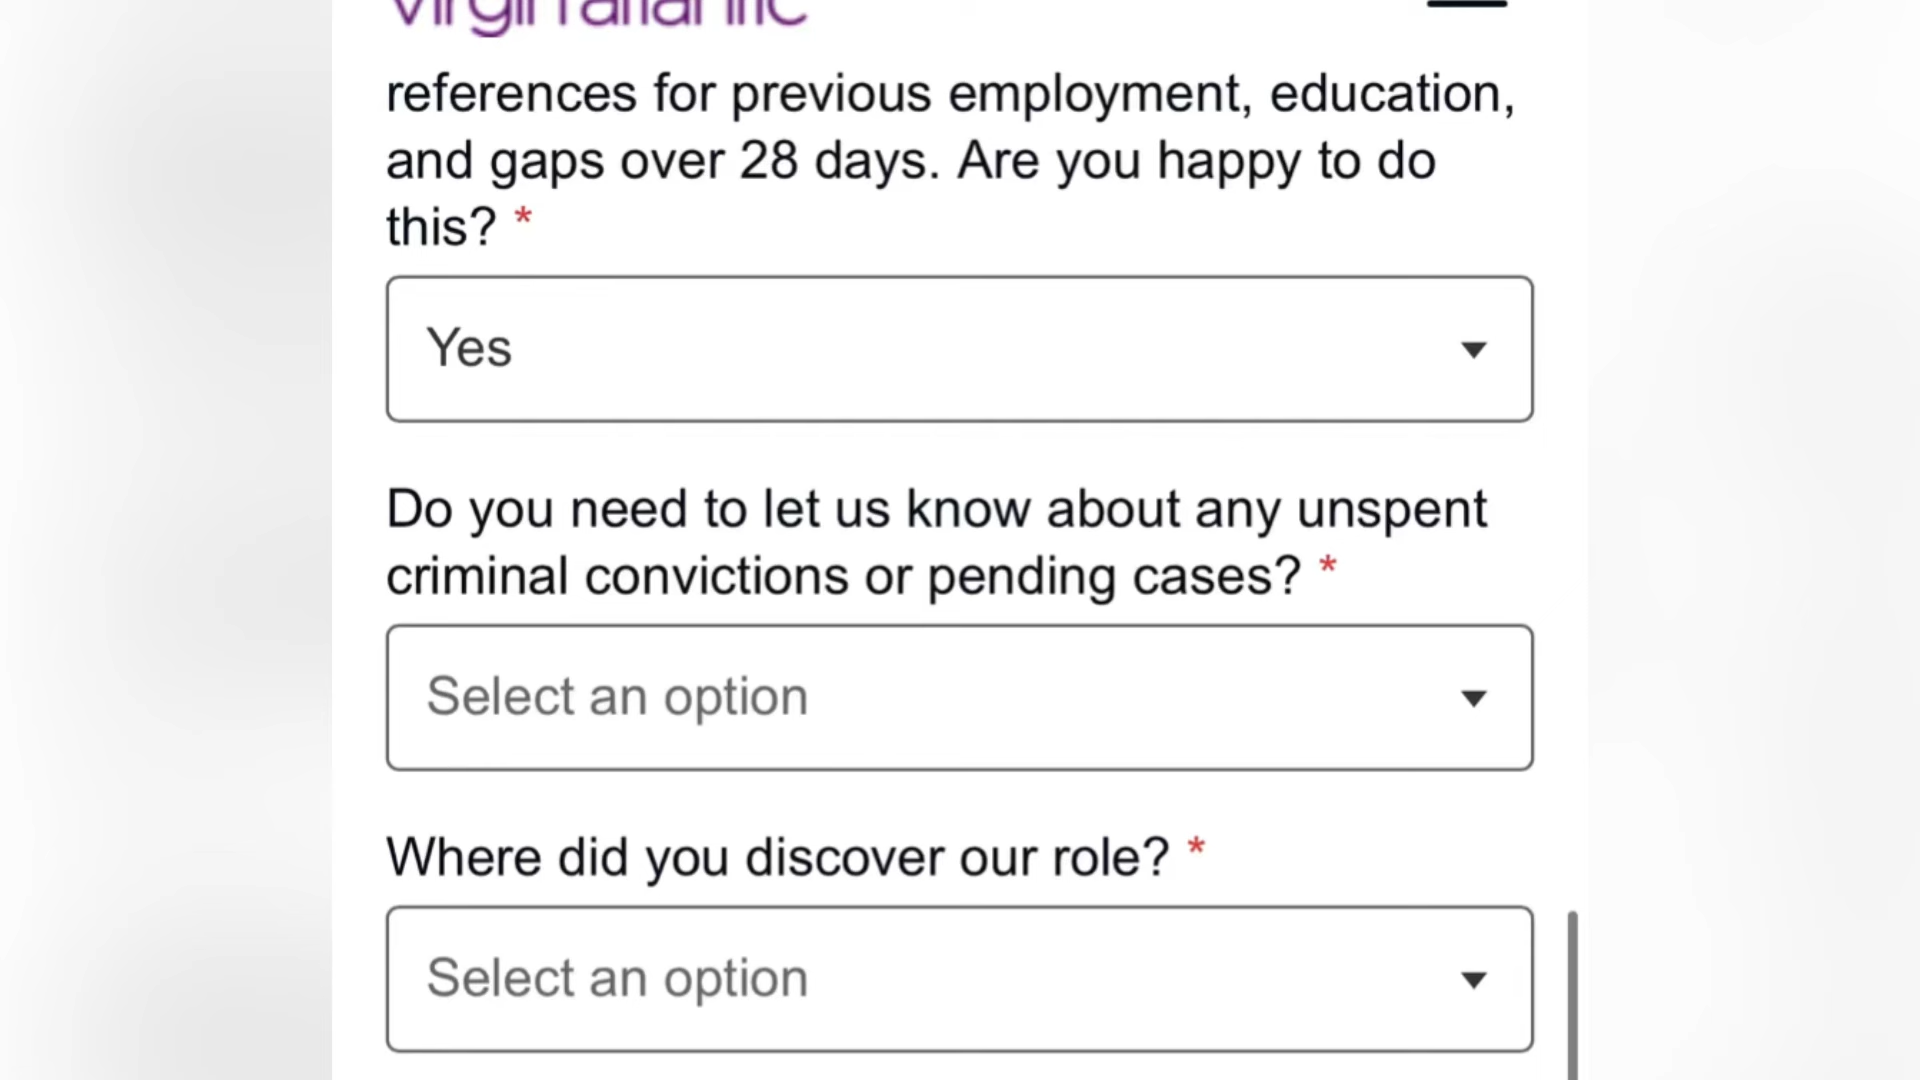 virgin atlantic
references for previous employment, education,
and gaps over 28 days. Are you happy to do
this? *
Yes
Do you need to let us know about any unspent
criminal convictions or pending cases? *
Select an option
Where did you discover our role? *
Select an option